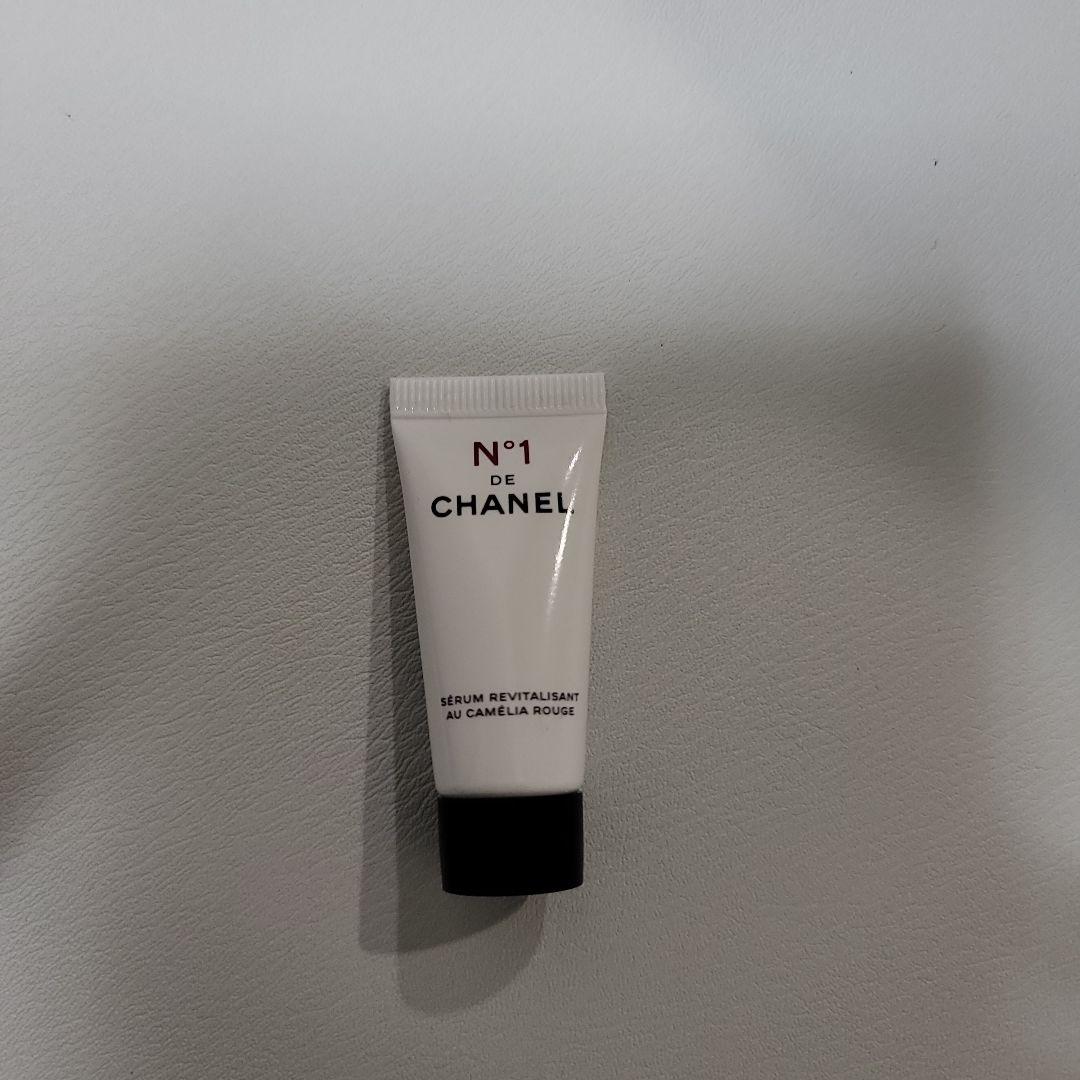 N°1
DE
CHANEL
SÉRUM REVITALISANT
AU CAMÉLIA ROUGE